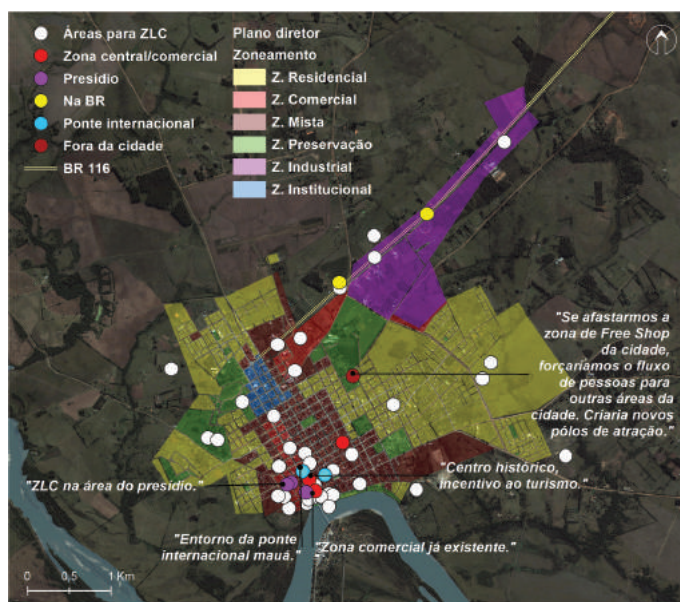 Áreas para ZLC
Zona central/comercial
Presídio
Na BR
Ponte internacional
Fora da cidade
BR 116
Plano diretor
Zoneamento
Z. Residencial
Z. Comercial
Z. Mista
Z. Preservação
Z. Industrial
Z. Institucional
"Se afastarmos a
zona de Free Shop
da cidade,
forçaríamos o fluxo
de pessoas para
outras áreas da
cidade. Criaria novos
pólos de atração."
"Centro histórico,
incentivo ao turismo."
"ZLC na área do presídio."
"Entorno da ponte
internacional mauá."
"Zona comercial já existente."
0 0,5 1 Km